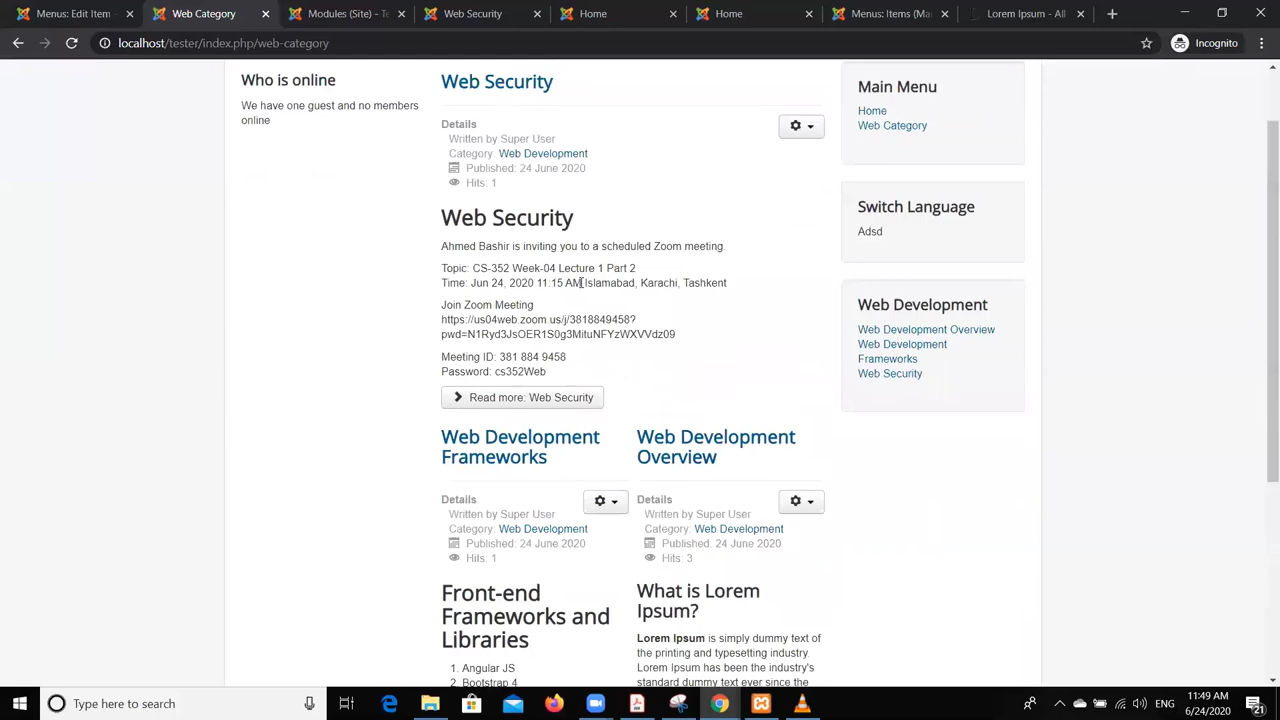 Menus: Edit Item
Web Category
Menus (Site) - Te
Web Security
Home
Home
Menus: Items (Ma
Lorem Ipsum - All
localhost/tester/index.php/web-category
Incognito
Who is online
We have one guest and no members
online
Web Security
Details
Written by Super User
Category: Web Development
Published: 24 June 2020
Hits: 1
Web Security
Ahmed Bashir is inviting you to a scheduled Zoom meeting.
Topic: CS-352 Week-04 Lecture 1 Part 2
Time: Jun 24, 2020 11:15 AM Islamabad, Karachi, Tashkent
Join Zoom Meeting
https://us04web.zoom.us/j/3818849458?
pwd=N1Ryd3JsOER1S0g3MituNFYzWXVVdz09
Meeting ID: 381 884 9458
Password: cs352Web
Read more: Web Security
Web Development
Frameworks
Details
Written by Super User
Category: Web Development
Published: 24 June 2020
Hits: 1
Front-end
Frameworks and
Libraries
1. Angular JS
2. Bootstrap 4
Web Development
Overview
Details
Written by Super User
Category: Web Development
Published: 24 June 2020
Hits: 3
What is Lorem
Ipsum?
Lorem Ipsum is simply dummy text of
the printing and typesetting industry.
Lorem Ipsum has been the industry's
standard dummy text ever since the
Main Menu
Home
Web Category
Switch Language
Adsd
Web Development
Web Development Overview
Web Development
Frameworks
Web Security
Type here to search
ENG
11:49 AM
6/24/2020
21